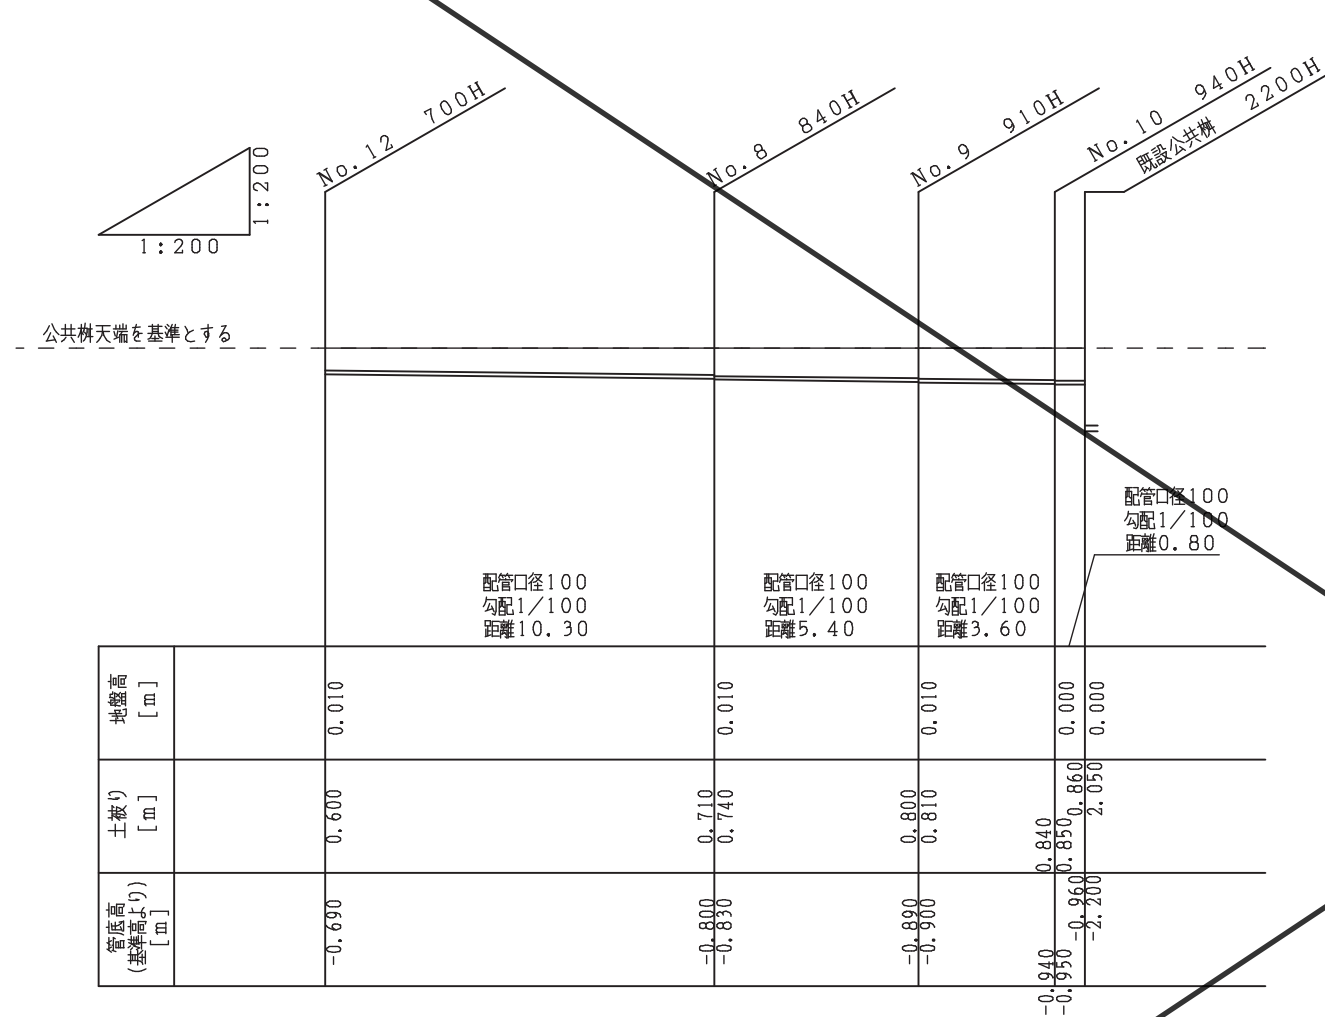 No.12 700H
No.8 840H
No.9 910H
No.10 940H
既設公共桝 2200H
1:200
1:200
公共桝天端を基準とする
配管口径100
勾配1/100
距離10.30
配管口径100
勾配1/100
距離5.40
配管口径100
勾配1/100
距離3.60
配管口径100
勾配1/100
距離0.80
地盤高
[m]
0.010
0.010
0.010
0.000
0.000
土被り
[m]
0.600
0.710
0.740
0.800
0.810
0.840
0.850
0.860
2.050
管底高
(基準高より)
[m]
-0.690
-0.800
-0.830
-0.890
-0.900
-0.940
-0.950
-0.960
-2.200